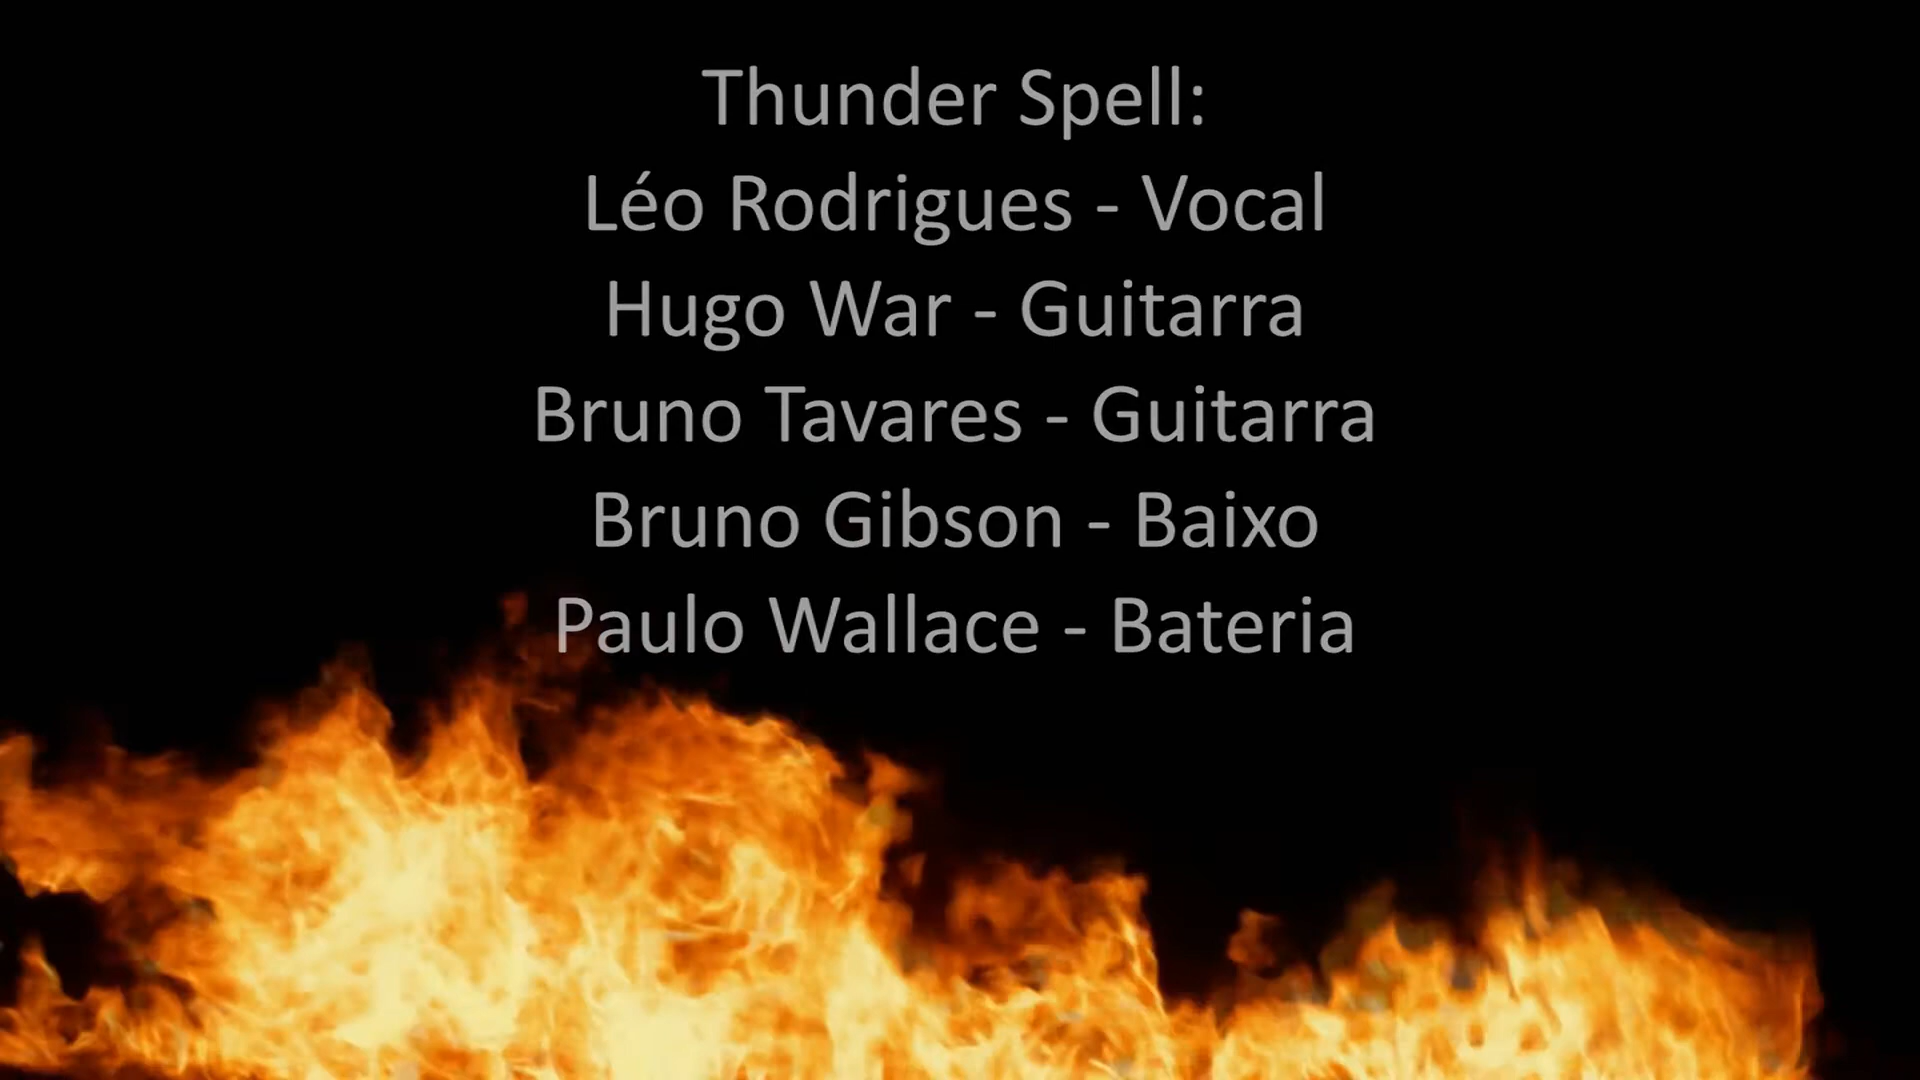 Thunder Spell:
Léo Rodrigues - Vocal
Hugo War - Guitarra
Bruno Tavares - Guitarra
Bruno Gibson - Baixo
Paulo Wallace - Bateria